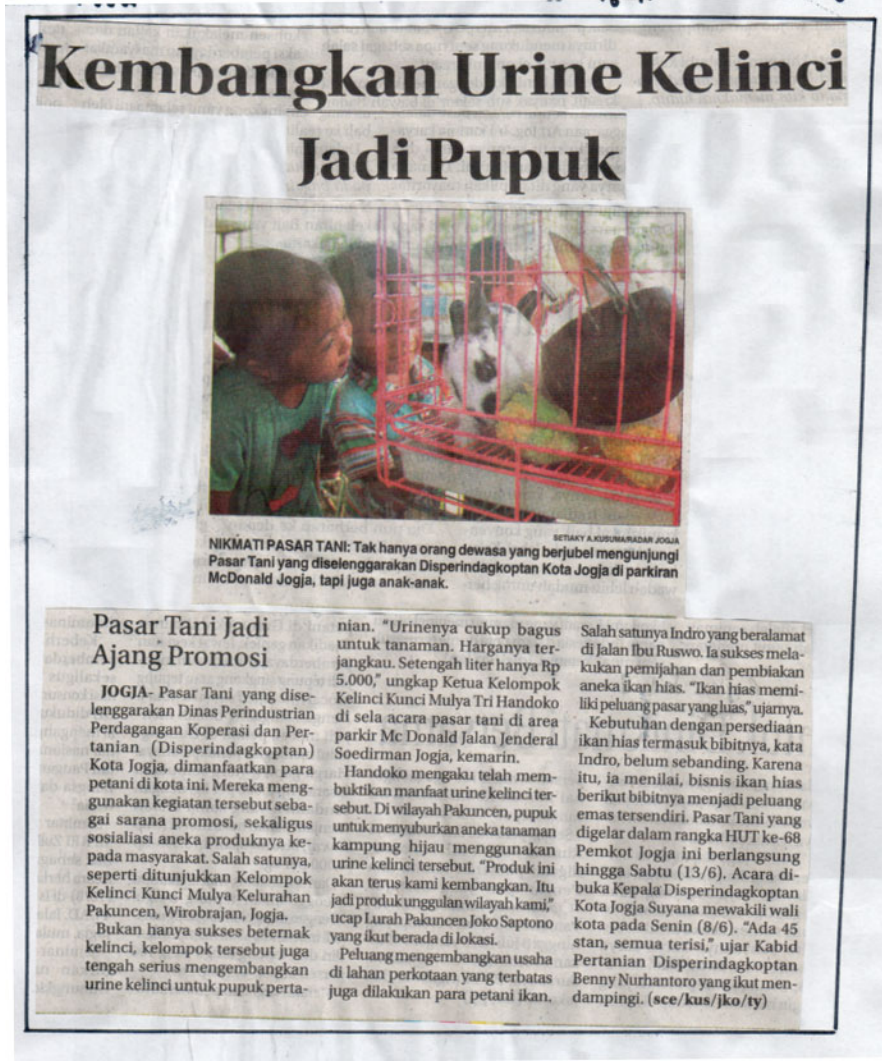 Kembangkan Urine Kelinci
Jadi Pupuk
SETIAKY A.KUSUMA/RADAR JOGJA
NIKMATI PASAR TANI: Tak hanya orang dewasa yang berjubel mengunjungi
Pasar Tani yang diselenggarakan Disperindagkoptan Kota Jogja di parkiran
McDonald Jogja, tapi juga anak-anak.
Pasar Tani Jadi
Ajang Promosi
JOGJA- Pasar Tani yang dise-
lenggarakan Dinas Perindustrian
Perdagangan Koperasi dan Per-
tanian (Disperindagkoptan)
Kota Jogja, dimanfaatkan para
petani di kota ini. Mereka meng-
gunakan kegiatan tersebut seba-
gai sarana promosi, sekaligus
sosialiasi aneka produknya ke-
pada masyarakat. Salah satunya,
seperti ditunjukkan Kelompok
Kelinci Kunci Mulya Kelurahan
Pakuncen, Wirobrajan, Jogja.
Bukan hanya sukses beternak
kelinci, kelompok tersebut juga
tengah serius mengembangkan
urine kelinci untuk pupuk perta-
nian. “Urinenya cukup bagus
untuk tanaman. Harganya ter-
jangkau. Setengah liter hanya Rp
5.000,” ungkap Ketua Kelompok
Kelinci Kunci Mulya Tri Handoko
di sela acara pasar tani di area
parkir Mc Donald Jalan Jenderal
Soedirman Jogja, kemarin.
Handoko mengaku telah mem-
buktikan manfaat urine kelinci ter-
sebut. Di wilayah Pakuncen, pupuk
untuk menyuburkan aneka tanaman
kampung hijau menggunakan
urine kelinci tersebut. “Produk ini
akan terus kami kembangkan. Itu
jadi produk unggulan wilayah kami,”
ucap Lurah Pakuncen Joko Saptono
yang ikut berada di lokasi.
Peluang mengembangkan usaha
di lahan perkotaan yang terbatas
juga dilakukan para petani ikan.
Salah satunya Indro yang beralamat
di Jalan Ibu Ruswo. Ia sukses mela-
kukan pemijahan dan pembiakan
aneka ikan hias. “Ikan hias memi-
liki peluang pasar yang luas,” ujarnya.
Kebutuhan dengan persediaan
ikan hias termasuk bibitnya, kata
Indro, belum sebanding. Karena
itu, ia menilai, bisnis ikan hias
berikut bibitnya menjadi peluang
emas tersendiri. Pasar Tani yang
digelar dalam rangka HUT ke-68
Pemkot Jogja ini berlangsung
hingga Sabtu (13/6). Acara di-
buka Kepala Disperindagkoptan
Kota Jogja Suyana mewakili wali
kota pada Senin (8/6). “Ada 45
stan, semua terisi,” ujar Kabid
Pertanian Disperindagkoptan
Benny Nurhantoro yang ikut men-
dampingi. (sce/kus/jko/ty)